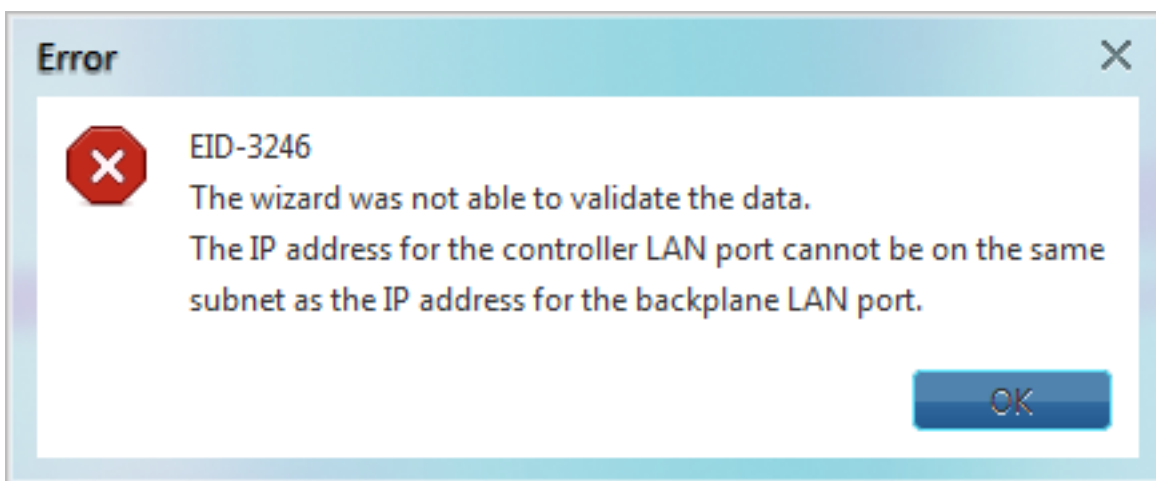 Error
EID-3246
The wizard was not able to validate the data.
The IP address for the controller LAN port cannot be on the same
subnet as the IP address for the backplane LAN port.
OK